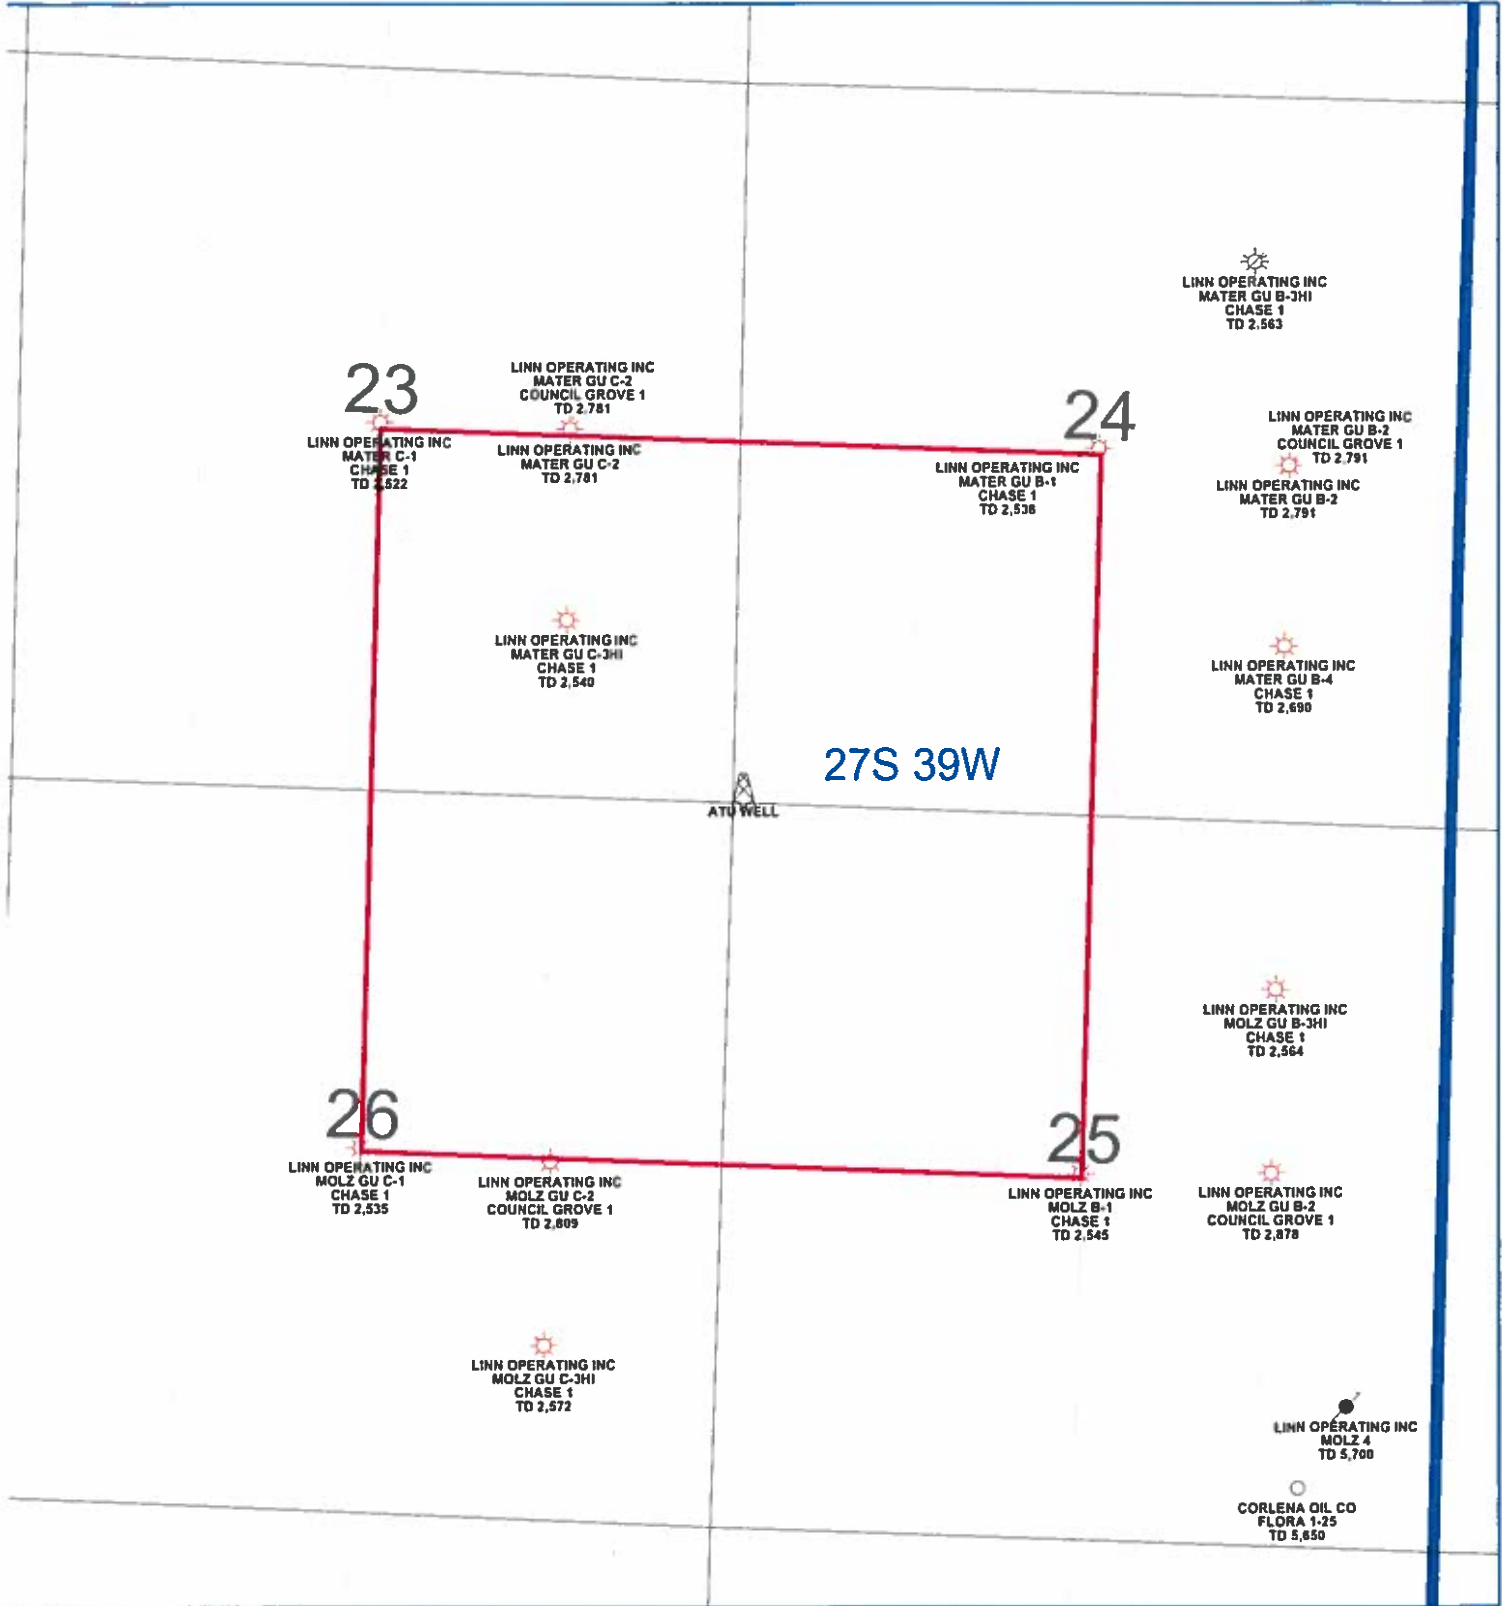 LINN OPERATING INC
MATER GU B-3HI
CHASE 1
TD 2,563
23
LINN OPERATING INC
MATER GU C-2
COUNCIL GROVE 1
TD 2,781
24
LINN OPERATING INC
MATER GU B-2
COUNCIL GROVE 1
TD 2,791
LINN OPERATING INC
MATER C-1
CHASE 1
TD 2,522
LINN OPERATING INC
MATER GU C-2
TD 2,781
LINN OPERATING INC
MATER GU B-1
CHASE 1
TD 2,536
LINN OPERATING INC
MATER GU B-2
TD 2,791
LINN OPERATING INC
MATER GU C-3HI
CHASE 1
TD 2,540
LINN OPERATING INC
MATER GU B-4
CHASE 1
TD 2,690
27S 39W
ATU WELL
LINN OPERATING INC
MOLZ GU B-3HI
CHASE 1
TD 2,564
26
25
LINN OPERATING INC
MOLZ GU C-1
CHASE 1
TD 2,535
LINN OPERATING INC
MOLZ GU C-2
COUNCIL GROVE 1
TD 2,809
LINN OPERATING INC
MOLZ B-1
CHASE 1
TD 2,545
LINN OPERATING INC
MOLZ GU B-2
COUNCIL GROVE 1
TD 2,878
LINN OPERATING INC
MOLZ GU C-3HI
CHASE 1
TD 2,572
LINN OPERATING INC
MOLZ 4
TD 5,700
CORLENA OIL CO
FLORA 1-25
TD 5,650